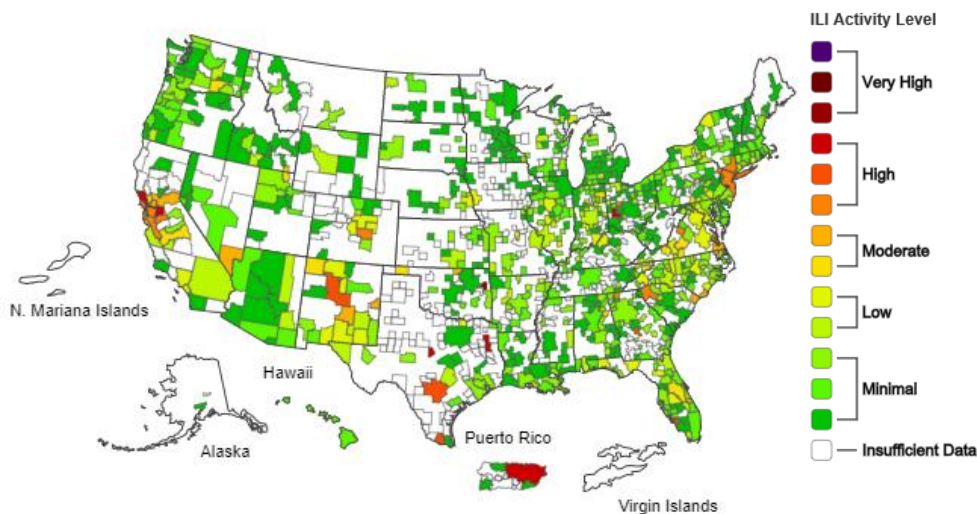 ILI Activity Level
Very High
High
Moderate
Low
Minimal
Insufficient Data
N. Mariana Islands
Hawaii
Alaska
Puerto Rico
Virgin Islands